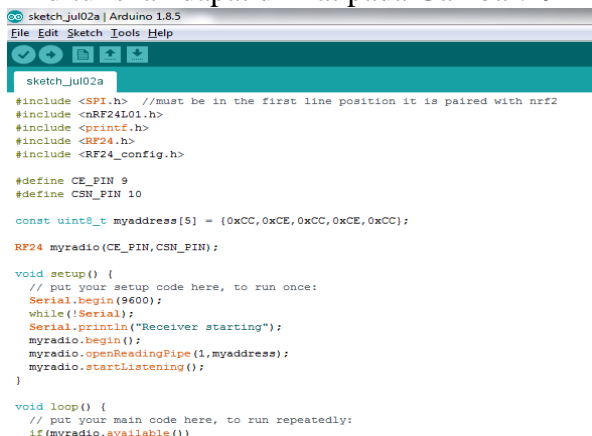 sketch_jul02a | Arduino 1.8.5
File Edit Sketch Tools Help
sketch_jul02a
#include <SPI.h>  //must be in the first line position it is paired with nrf2
#include <nRF24L01.h>
#include <printf.h>
#include <RF24.h>
#include <RF24_config.h>
#define CE_PIN 9
#define CSN_PIN 10
const uint8_t myaddress[5] = {0xCC,0xCE,0xCC,0xCE,0xCC};
RF24 myradio(CE_PIN,CSN_PIN);
void setup() {
  // put your setup code here, to run once:
  Serial.begin(9600);
  while(!Serial);
  Serial.println("Receiver starting");
  myradio.begin();
  myradio.openReadingPipe(1,myaddress);
  myradio.startListening();
}
void loop() {
  // put your main code here, to run repeatedly:
  if(myradio.available())